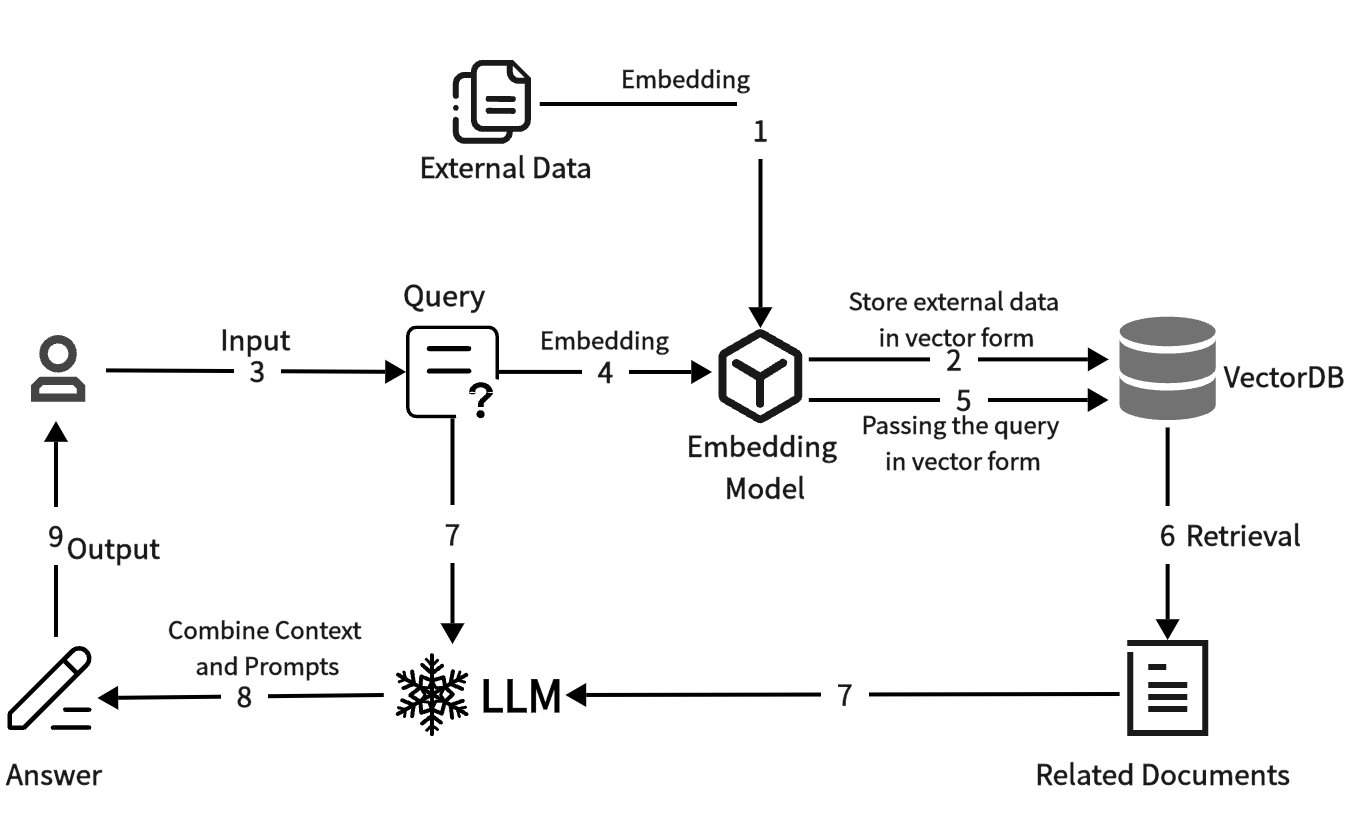 Embedding
1
External Data
Query
Input
3
Embedding
4
Store external data
in vector form
2
5
Passing the query
in vector form
VectorDB
Embedding
Model
7
6 Retrieval
9 Output
Combine Context
and Prompts
8
LLM
7
?
Answer
Related Documents